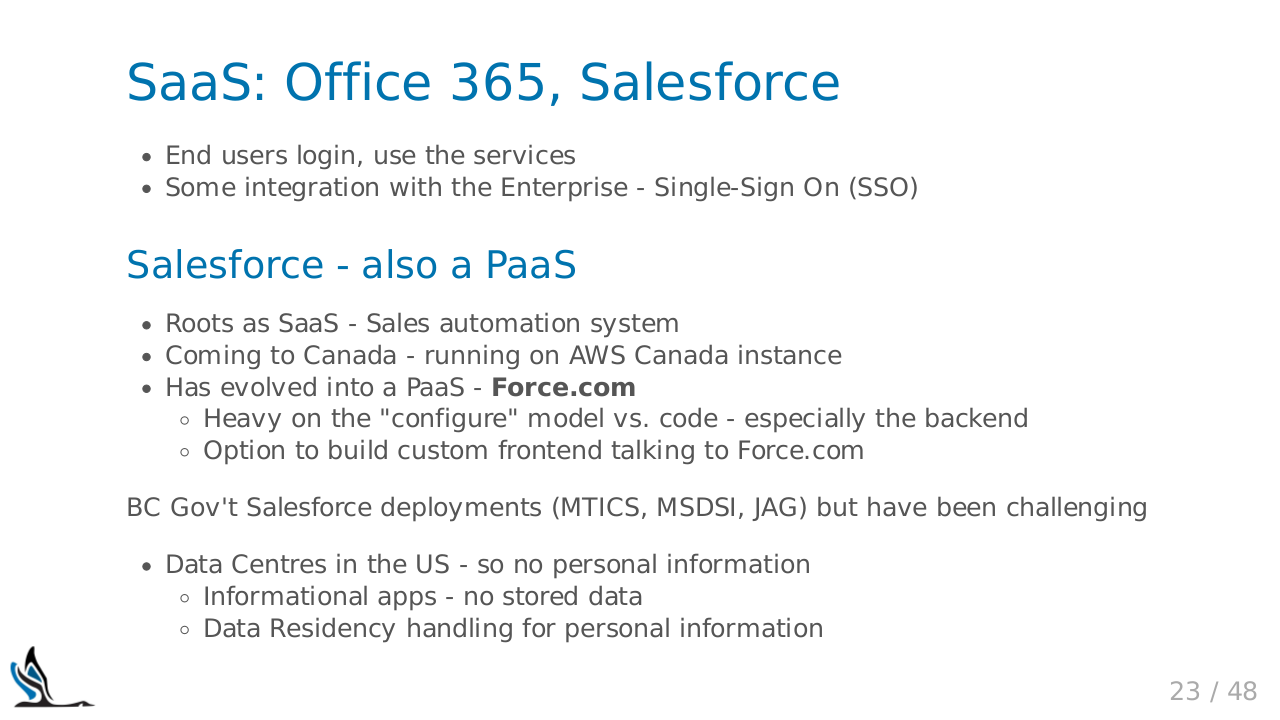 SaaS: Office 365, Salesforce
End users login, use the services
Some integration with the Enterprise - Single-Sign On (SSO)
Salesforce - also a PaaS
Roots as SaaS - Sales automation system
Coming to Canada - running on AWS Canada instance
Has evolved into a PaaS - Force.com
Heavy on the "configure" model vs. code - especially the backend
Option to build custom frontend talking to Force.com
BC Gov't Salesforce deployments (MTICS, MSDSI, JAG) but have been challenging
Data Centres in the US - so no personal information
Informational apps - no stored data
Data Residency handling for personal information
23 / 48